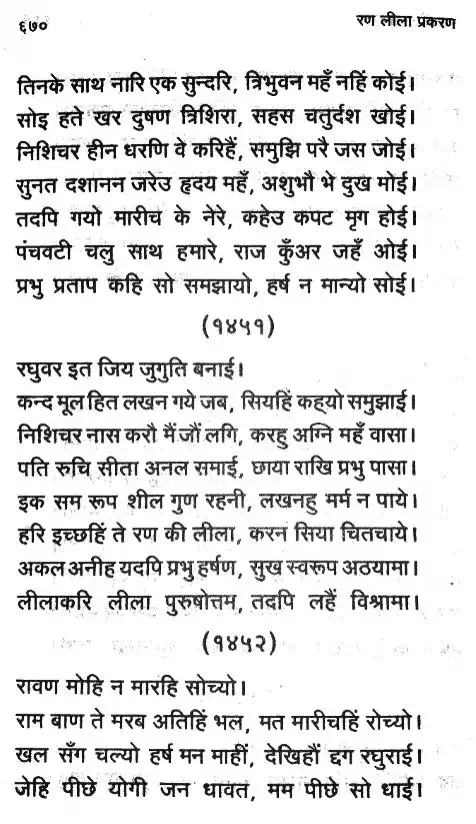 ६७०
रण लीला प्रकरण
तिनके साथ नारि एक सुन्दरि, त्रिभुवन महँ नहिं कोई।
सोइ हते खर दुषण त्रिशिरा, सहस चतुर्दश खोई।
निशिचर हीन धरणि वे करिहैं, समुझि परै जस जोई।
सुनत दशानन जरेउ हृदय महँ, अशुभौ भे दुख मोई।
तदपि गयो मारीच के नेरे, कहेउ कपट मृग होई।
पंचवटी चलु साथ हमारे, राज कुँअर जहँ ओई।
प्रभु प्रताप कहि सो समझायो, हर्ष न मान्यो सोई।
(१४५१)
रघुवर इत जिय जुगुति बनाई।
कन्द मूल हित लखन गये जब, सियहिं कह्यो समुझाई।
निशिचर नास करौ मैं जौं लगि, करहु अग्नि महँ वासा।
पति रुचि सीता अनल समाई, छाया राखि प्रभु पासा।
इक सम रूप शील गुण रहनी, लखनहु मर्म न पाये।
हरि इच्छहिं ते रण की लीला, करन सिया चितचाये।
अकल अनीह यदपि प्रभु हर्षण, सुख स्वरूप अठयामा।
लीलाकरि लीला पुरुषोत्तम, तदपि लहैं विश्रामा।
(१४५२)
रावण मोहि न मारहि सोच्यो।
राम बाण ते मरब अतिहिं भल, मत मारीचहिं रोच्यो।
खल सँग चल्यो हर्ष मन माहीं, देखिहौं दृग रघुराई।
जेहि पीछे योगी जन धावत, मम पीछे सो धाई।